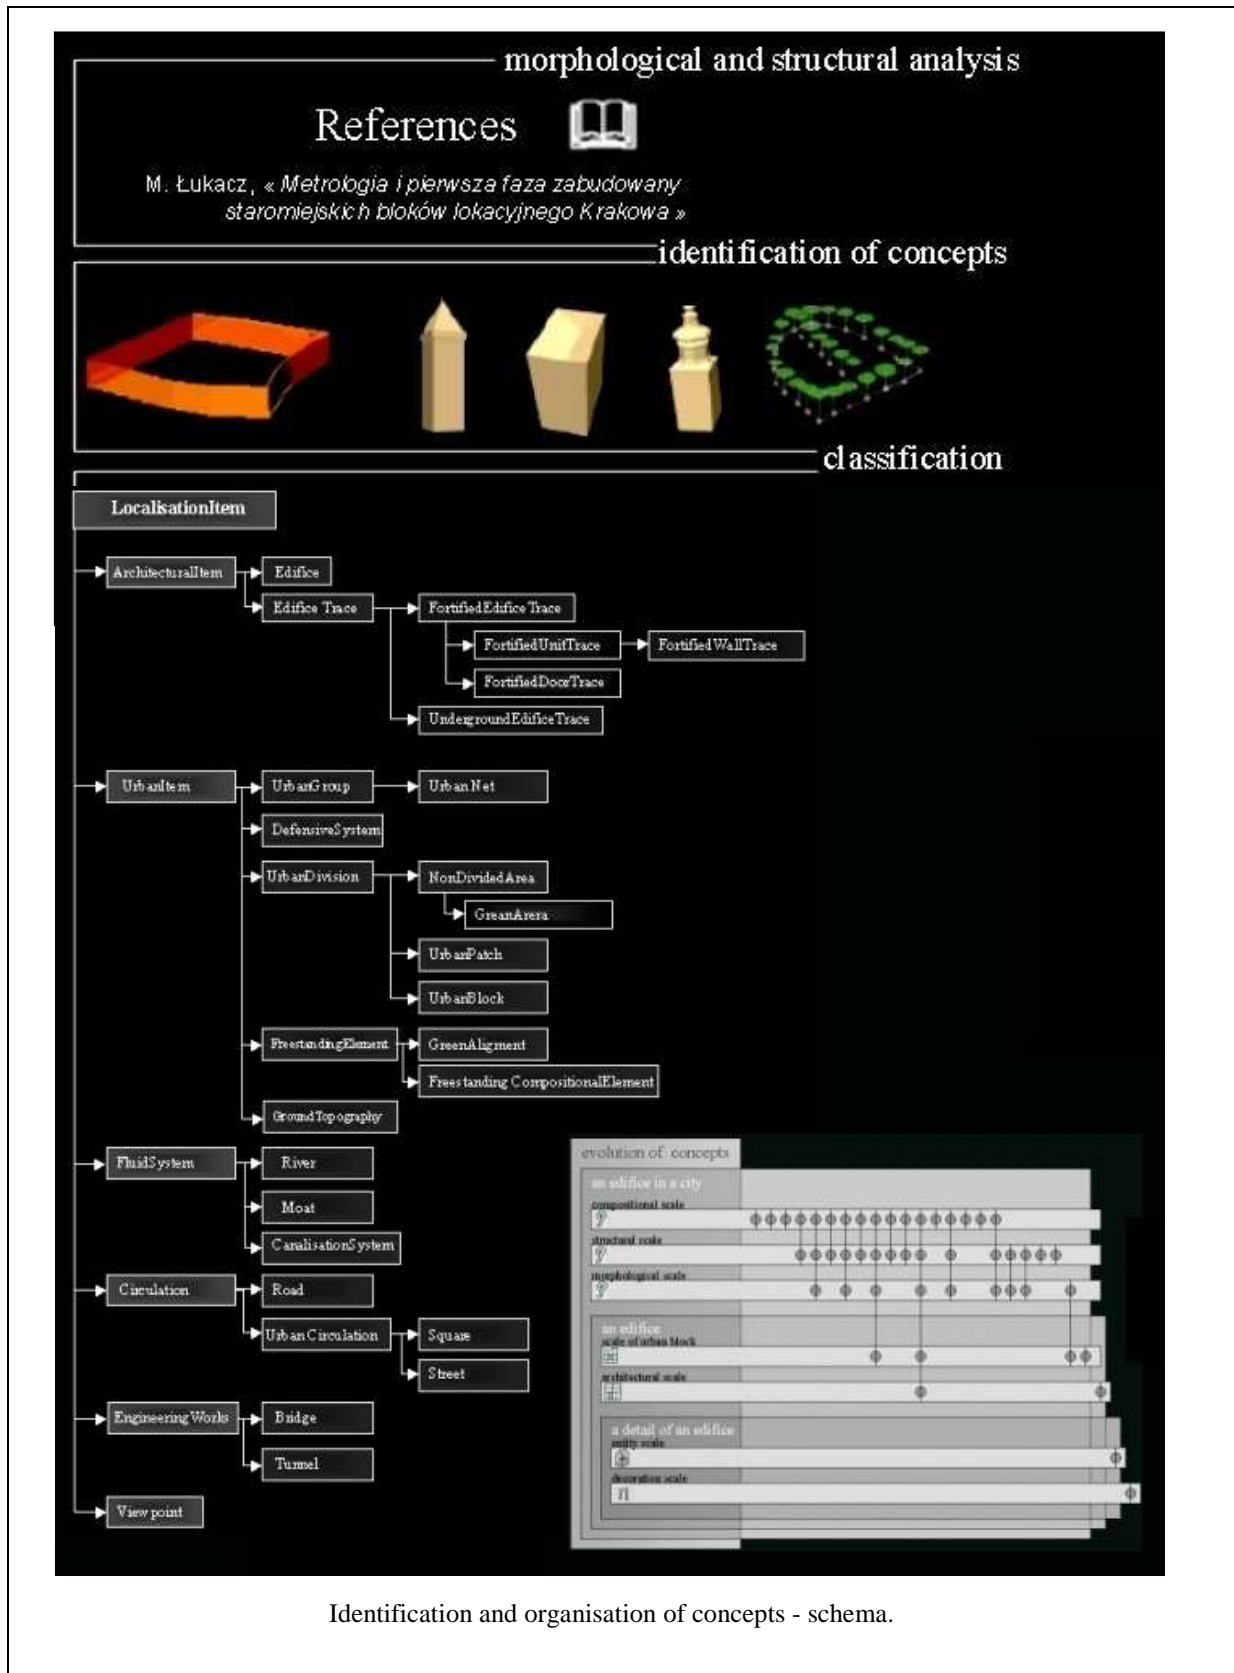 morphological and structural analysis
References
M. Łukacz, « Metrologia i pierwsza faza zabudowany
staromiejskich bloków lokacyjnego Krakowa »
identification of concepts
classification
LocalisationItem
ArchitecturalItem
Edifice
Edifice Trace
FortifiedEdificeTrace
FortifiedUnitTrace
FortifiedWallTrace
FortifiedDoorTrace
UndergroundEdificeTrace
UrbanItem
UrbanGroup
UrbanNet
DefensiveSystem
UrbanDivision
NonDividedArea
GreanArera
UrbanPatch
UrbanBlock
FreestandingElement
GreenAligment
Freestanding CompositionalElement
GroundTopography
FluidSystem
River
Moat
CanalisationSystem
Circulation
Road
UrbanCirculation
Square
Street
EngineeringWorks
Bridge
Tunnel
View point
evolution of concepts
an edifice in a city
compositional scale
structural scale
morphological scale
an edifice
scale of urban block
architectural scale
a detail of an edifice
entity scale
decoration scale
Identification and organisation of concepts - schema.